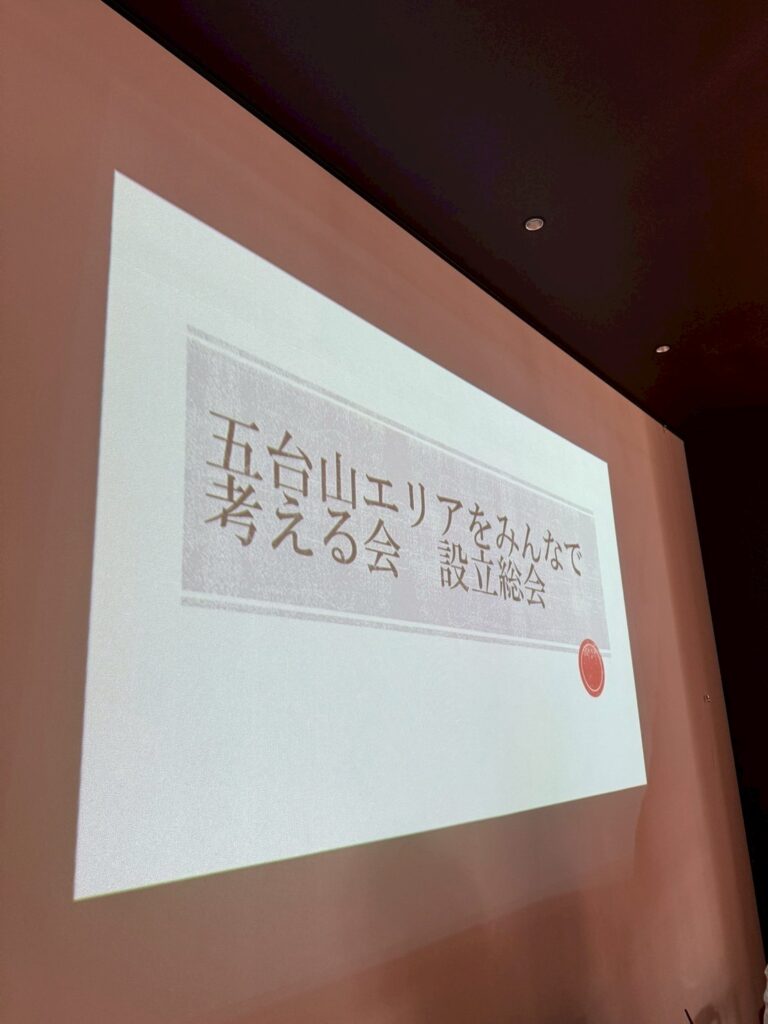 五台山エリアをみんなで
考える会　設立総会